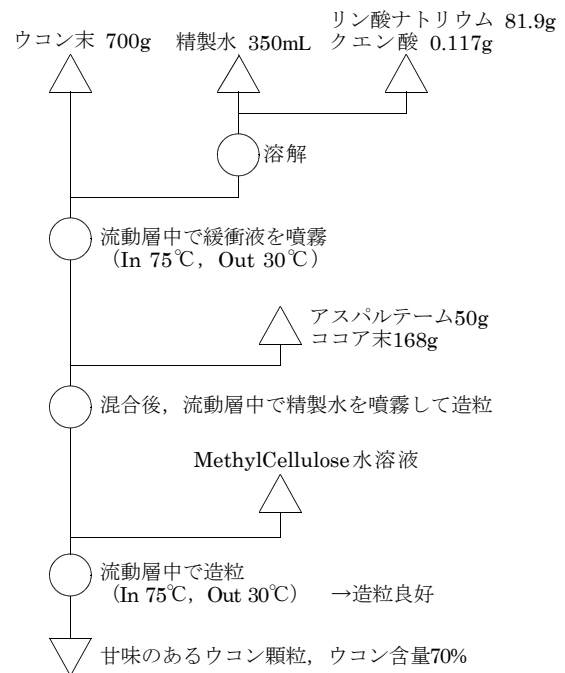 リン酸ナトリウム 81.9g
ウコン末 700g 精製水 350mL クエン酸 0.117g
溶解
流動層中で緩衝液を噴霧
（In 75℃，Out 30℃）
アスパルテーム50g
ココア末168g
混合後，流動層中で精製水を噴霧して造粒
MethylCellulose水溶液
流動層中で造粒
（In 75℃，Out 30℃） →造粒良好
甘味のあるウコン顆粒，ウコン含量70%